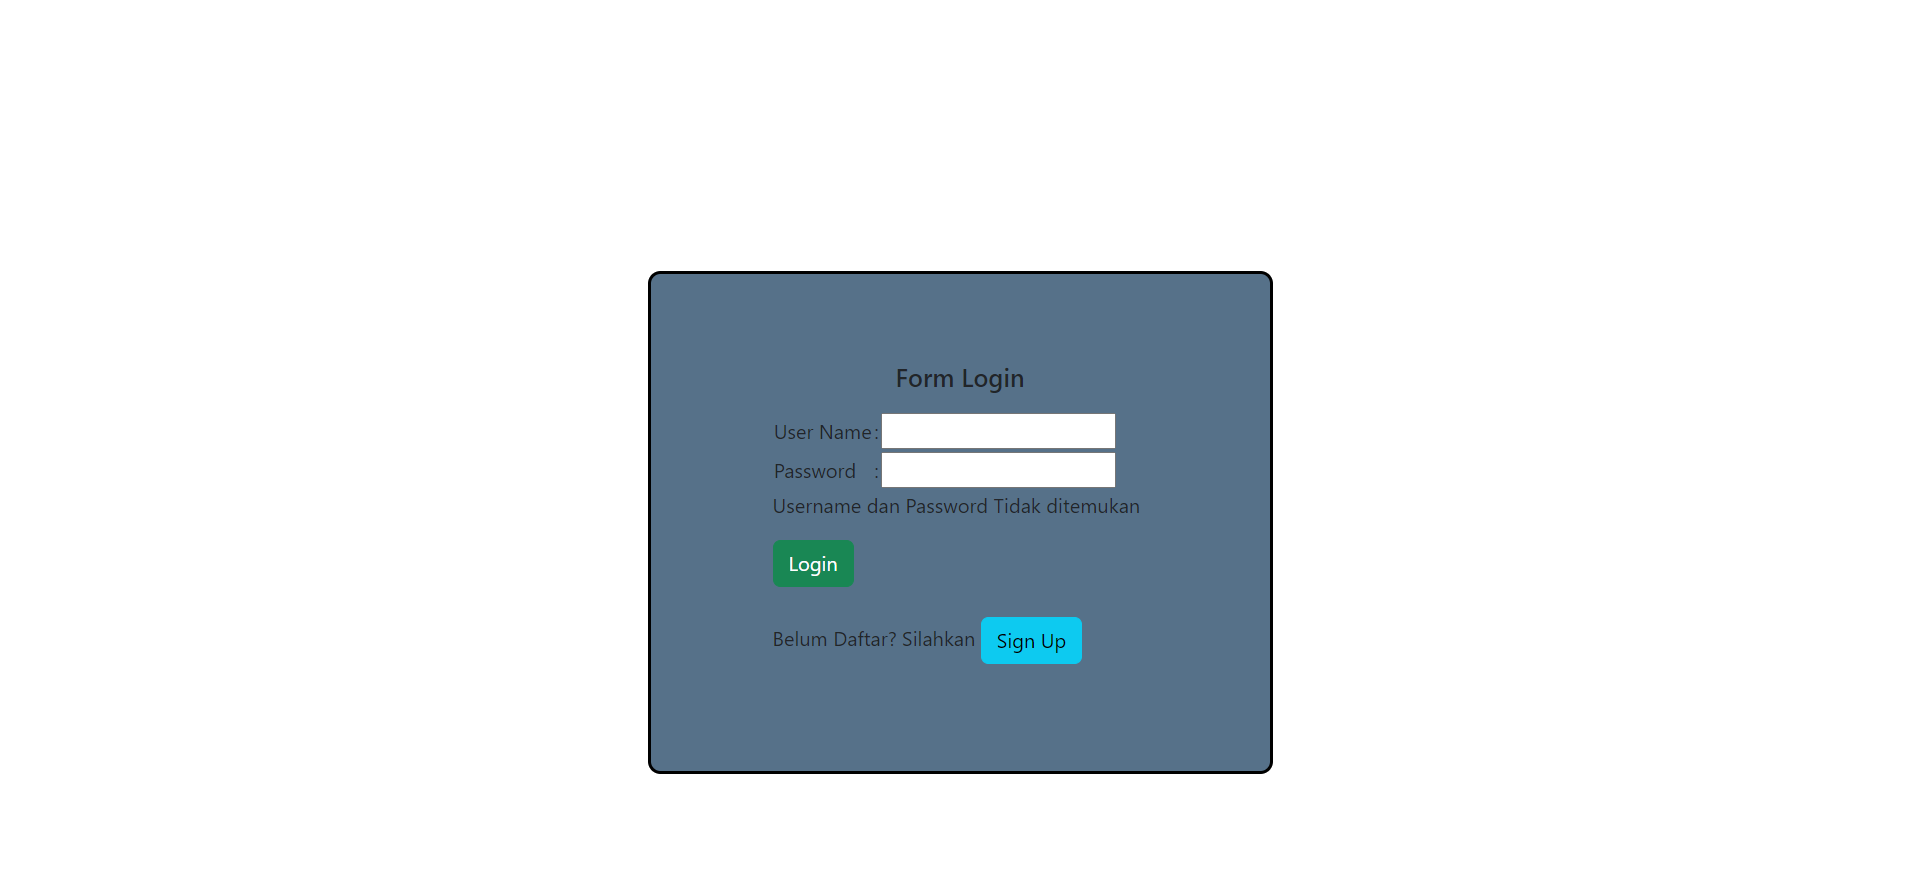 Form Login
User Name :
Password :
Username dan Password Tidak ditemukan
Login
Belum Daftar? Silahkan Sign Up